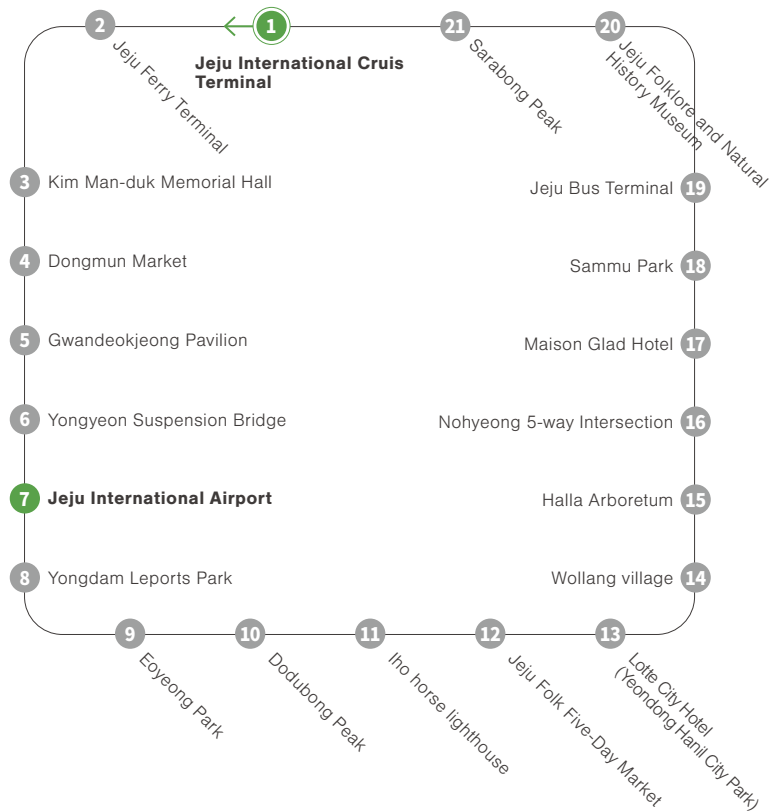 1
Jeju International Cruis
Terminal
2
Jeju Ferry Terminal
3
Kim Man-duk Memorial Hall
4
Dongmun Market
5
Gwandeokjeong Pavilion
6
Yongyeon Suspension Bridge
7
Jeju International Airport
8
Yongdam Leports Park
9
Eoyeong Park
10
Dodubong Peak
11
Iho horse lighthouse
12
Jeju Folk Five-Day Market
13
Lotte City Hotel
(Yeondong Hanil City Park)
14
Wollang village
15
Halla Arboretum
16
Nohyeong 5-way Intersection
17
Maison Glad Hotel
18
Sammu Park
19
Jeju Bus Terminal
20
Jeju Folklore and Natural
History Museum
21
Sarabong Peak